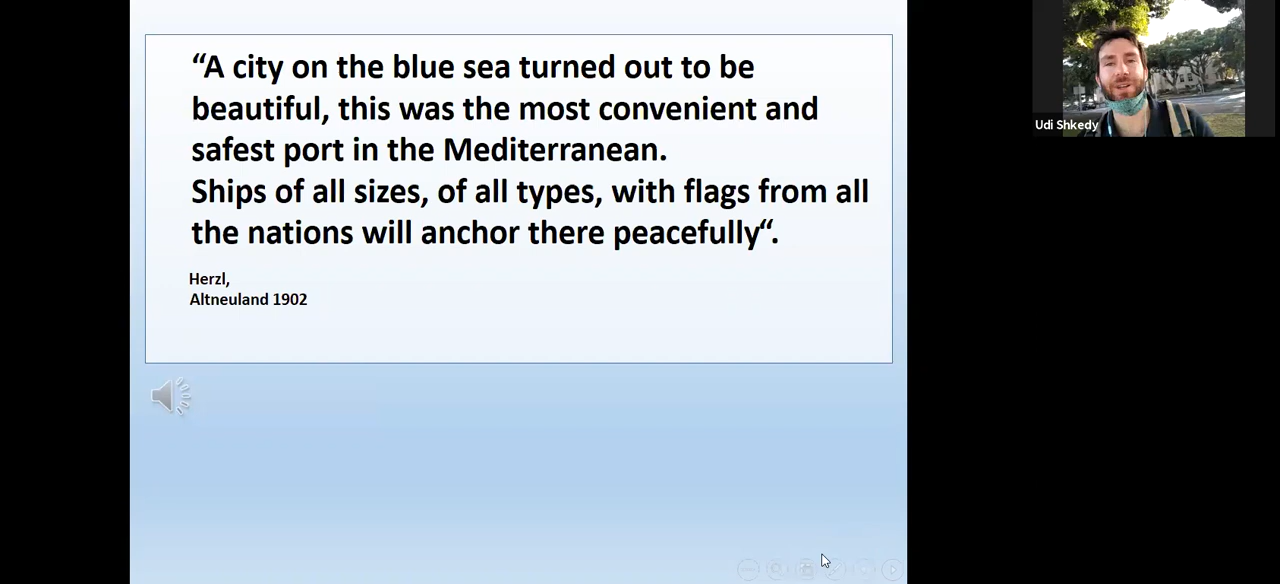 “A city on the blue sea turned out to be
beautiful, this was the most convenient and
safest port in the Mediterranean.
Ships of all sizes, of all types, with flags from all
the nations will anchor there peacefully“.
Herzl,
Altneuland 1902
Udi Shkedy